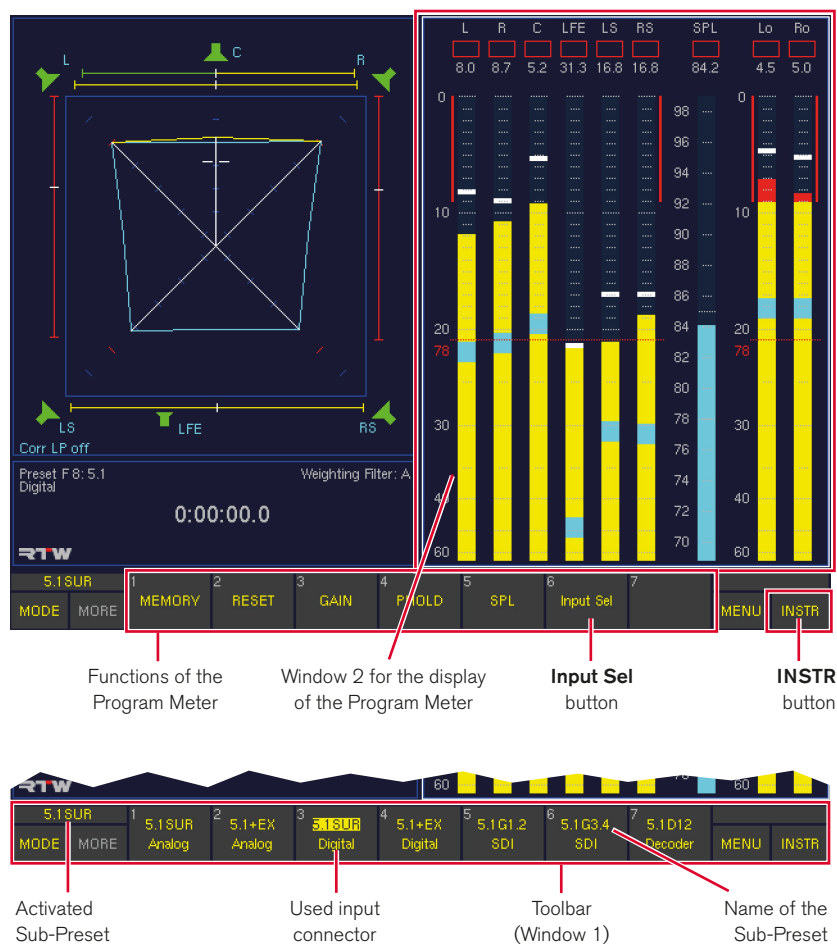 L R C LFE LS RS SPL Lo Ro
8.0 8.7 5.2 31.3 16.8 16.8 84.2 4.5 5.0
C
L R
0 10 20 78 30 40 60
98 96 94 92 90 88 86 84 82 80 78 76 74 72 70
0 10 20 78 30 40 60
LS LFE RS
Corr LP off
Preset F 8: 5.1 Weighting Filter: A
Digital
0:00:00.0
RTW
5.1SUR 1 2 3 4 5 6 7
MODE MORE MEMORY RESET GAIN PHOLD SPL Input Sel MENU INSTR
Functions of the
Program Meter
Window 2 for the display
of the Program Meter
Input Sel
button
INSTR
button
RTW 60 70 60
5.1SUR 1 5.1SUR 2 5.1+EX 3 5.1SUR 4 5.1+EX 5 5.1G1.2 6 5.1G3.4 7 5.1D12
MODE MORE Analog Analog Digital Digital SDI SDI Decoder MENU INSTR
Activated
Sub-Preset
Used input
connector
Toolbar
(Window 1)
Name of the
Sub-Preset